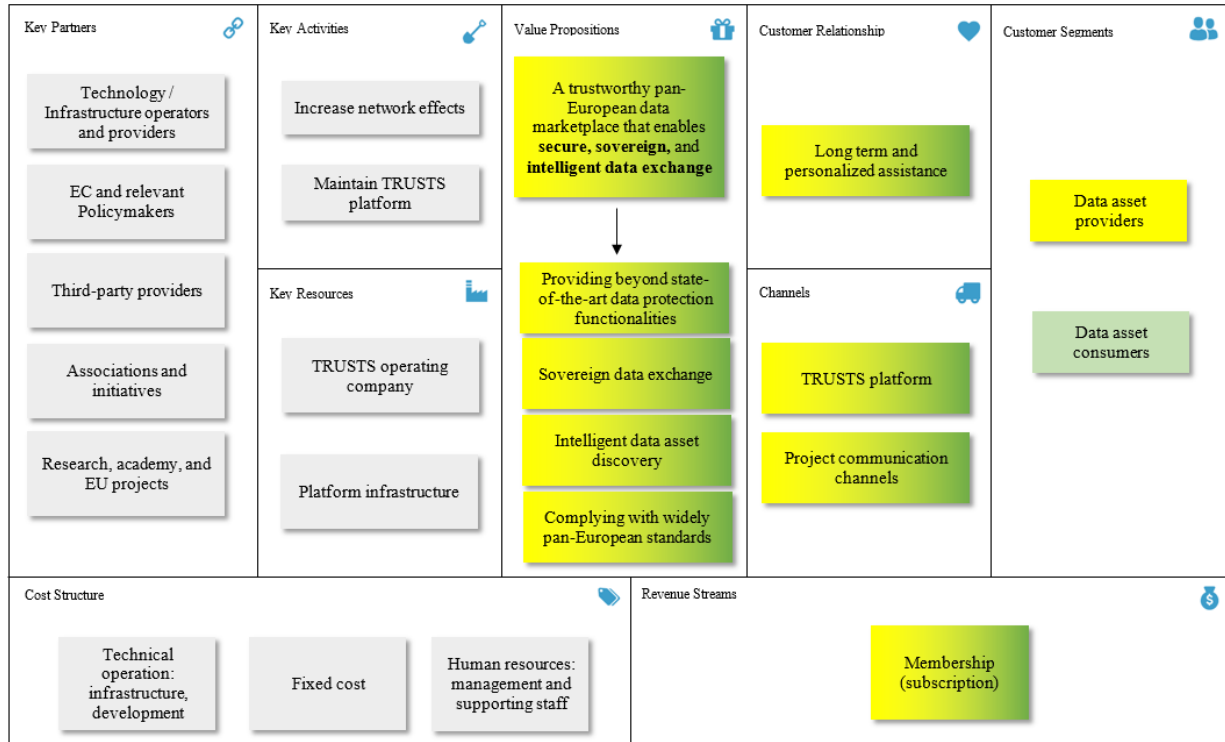 Key Partners
Technology /
Infrastructure operators
and providers
EC and relevant
Policymakers
Third-party providers
Associations and
initiatives
Research, academy, and
EU projects
Key Activities
Increase network effects
Maintain TRUSTS
platform
Key Resources
TRUSTS operating
company
Platform infrastructure
Value Propositions
A trustworthy pan-
European data
marketplace that enables
secure, sovereign, and
intelligent data exchange
Providing beyond state-
of-the-art data protection
functionalities
Sovereign data exchange
Intelligent data asset
discovery
Complying with widely
pan-European standards
Customer Relationship
Long term and
personalized assistance
Channels
TRUSTS platform
Project communication
channels
Customer Segments
Data asset
providers
Data asset
consumers
Cost Structure
Technical
operation:
infrastructure,
development
Fixed cost
Human resources:
management and
supporting staff
Revenue Streams
$
Membership
(subscription)